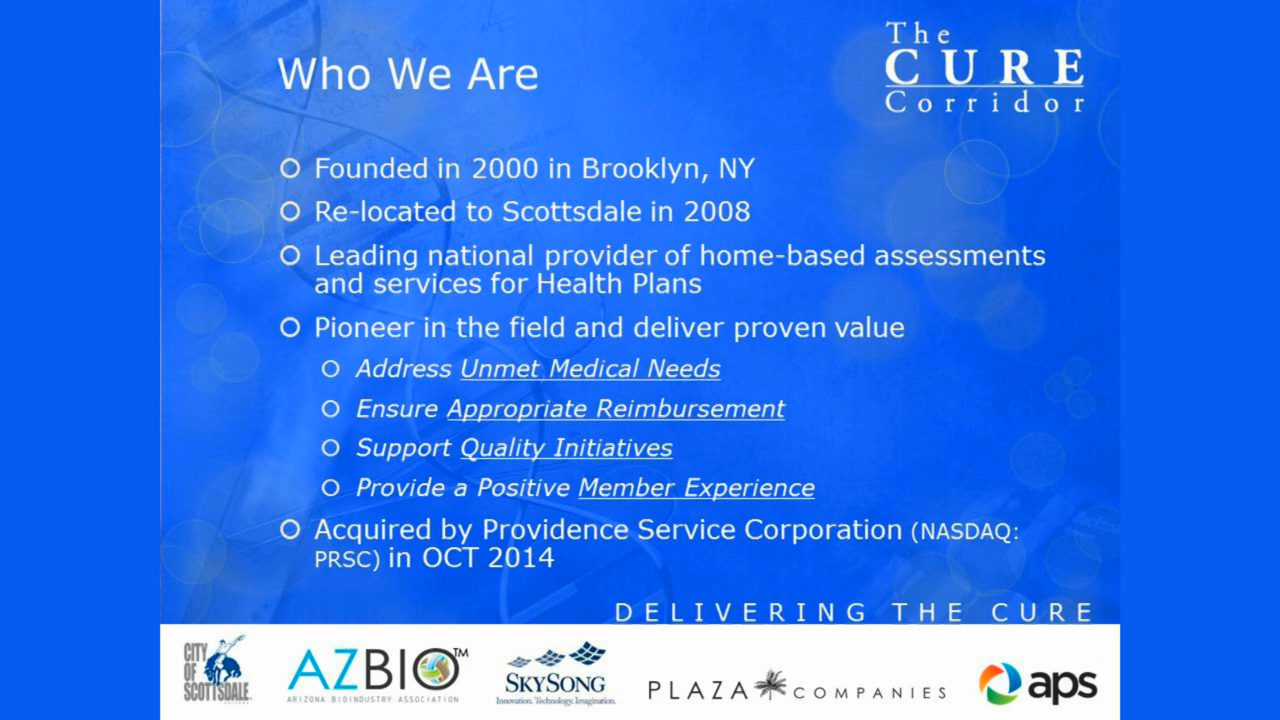 The
CURE
Corridor
Who We Are
Founded in 2000 in Brooklyn, NY
Re-located to Scottsdale in 2008
Leading national provider of home-based assessments
and services for Health Plans
Pioneer in the field and deliver proven value
Address Unmet Medical Needs
Ensure Appropriate Reimbursement
Support Quality Initiatives
Provide a Positive Member Experience
Acquired by Providence Service Corporation (NASDAQ:
PRSC) in OCT 2014
DELIVERING THE CURE
CITY
OF
SCOTTSDALE
AZBIO™
ARIZONA BIOINDUSTRY ASSOCIATION
SKYSONG
Innovation. Technology. Imagination.
PLAZA COMPANIES
aps